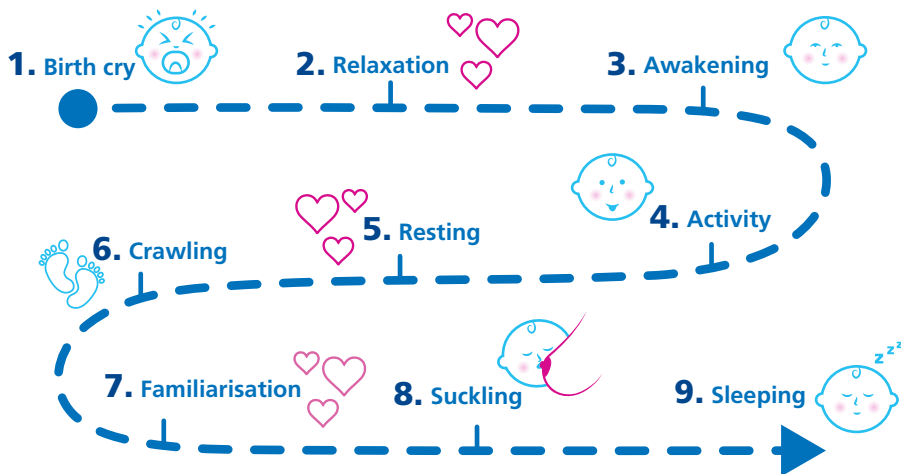 1. Birth cry
2. Relaxation
3. Awakening
4. Activity
5. Resting
6. Crawling
7. Familiarisation
8. Suckling
9. Sleeping
z z z